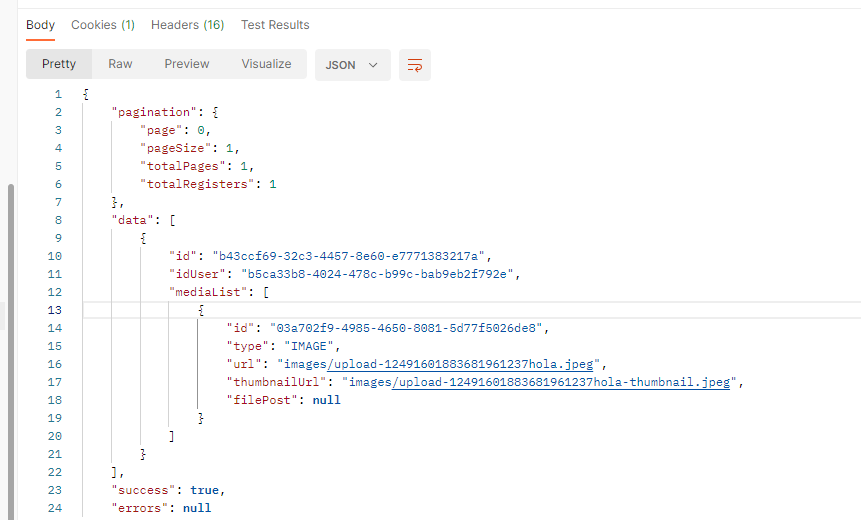 Body Cookies (1) Headers (16) Test Results
Pretty Raw Preview Visualize JSON
1 {
2 "pagination": {
3 "page": 0,
4 "pageSize": 1,
5 "totalPages": 1,
6 "totalRegisters": 1
7 },
8 "data": [
9 {
10 "id": "b43ccf69-32c3-4457-8e60-e7771383217a",
11 "idUser": "b5ca33b8-4024-478c-b99c-bab9eb2f792e",
12 "mediaList": [
13 {
14 "id": "03a702f9-4985-4650-8081-5d77f5026de8",
15 "type": "IMAGE",
16 "url": "images/upload-12491601883681961237hola.jpeg",
17 "thumbnailUrl": "images/upload-12491601883681961237hola-thumbnail.jpeg",
18 "filePost": null
19 }
20 ]
21 }
22 ],
23 "success": true,
24 "errors": null